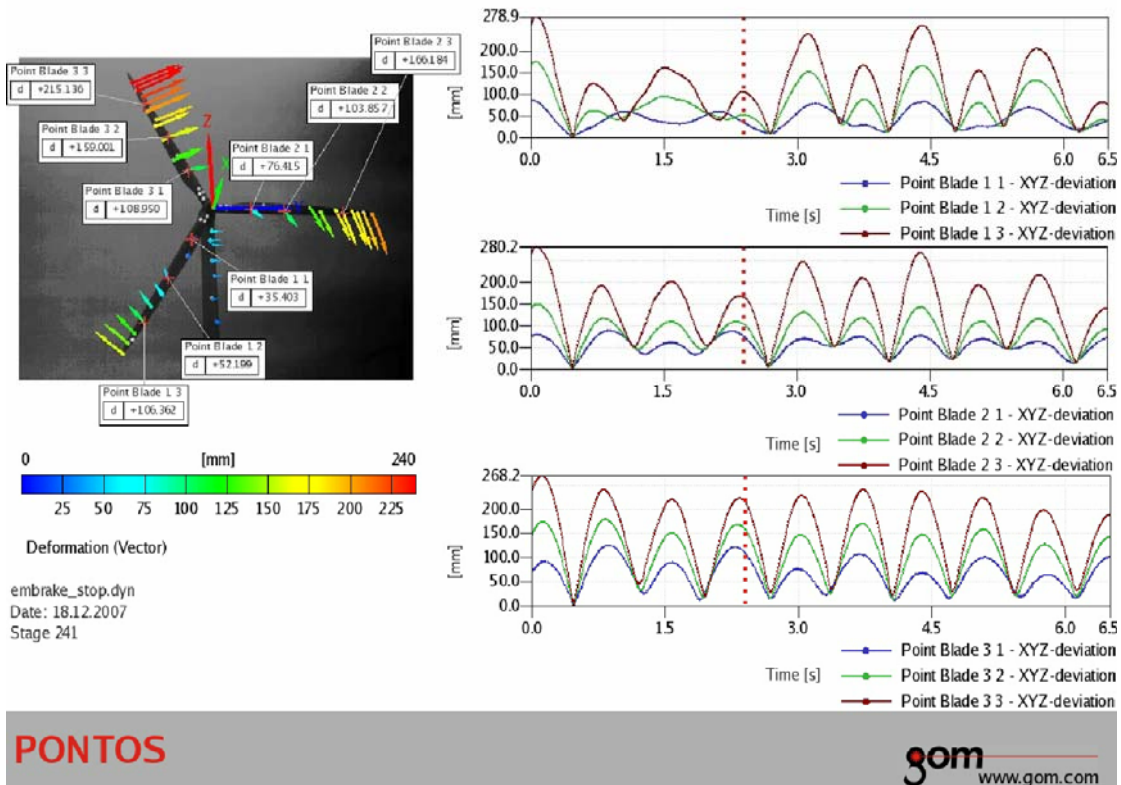 Point Blade 2 3
d +166.184
Point Blade 3 3
d +215.136
Point Blade 2 2
d +103.857
Point Blade 3 2
d +159.001
Z
Point Blade 2 1
d +76.415
Point Blade 3 1
d +108.950
Point Blade 1 1
d +35.403
Point Blade 1 2
d +52.199
Point Blade 1 3
d +106.362
0 [mm] 240
25 50 75 100 125 150 175 200 225
Deformation (Vector)
embrake_stop.dyn
Date: 18.12.2007
Stage 241
278.9
200.0
150.0
100.0
50.0
0.0
[mm]
0.0 1.5 3.0 4.5 6.0 6.5
Time [s]
Point Blade 1 1 - XYZ-deviation
Point Blade 1 2 - XYZ-deviation
Point Blade 1 3 - XYZ-deviation
280.2
200.0
150.0
100.0
50.0
0.0
[mm]
0.0 1.5 3.0 4.5 6.0 6.5
Time [s]
Point Blade 2 1 - XYZ-deviation
Point Blade 2 2 - XYZ-deviation
Point Blade 2 3 - XYZ-deviation
268.2
200.0
150.0
100.0
50.0
0.0
[mm]
0.0 1.5 3.0 4.5 6.0 6.5
Time [s]
Point Blade 3 1 - XYZ-deviation
Point Blade 3 2 - XYZ-deviation
Point Blade 3 3 - XYZ-deviation
PONTOS
gom
www.gom.com